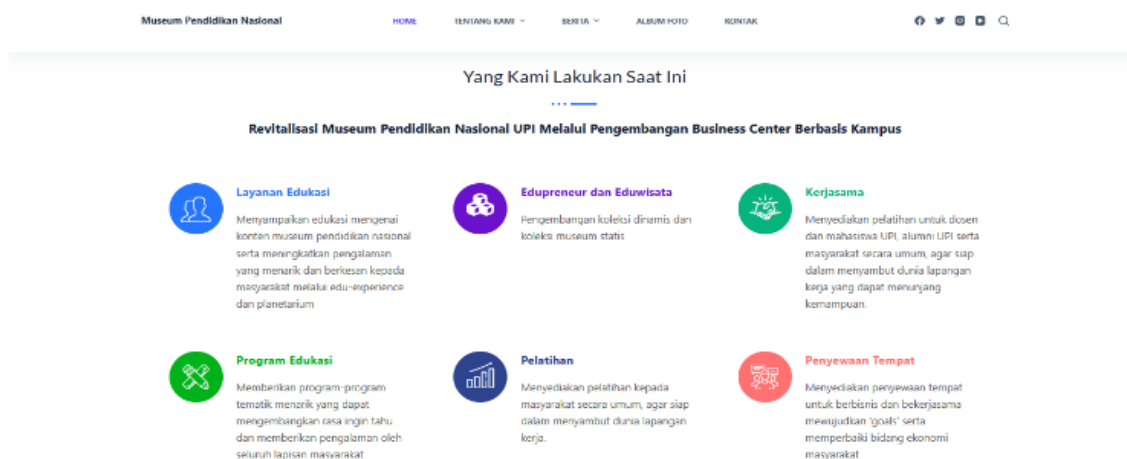 Museum Pendidikan Nasional
HOME
TENTANG KAMI
BERITA
ALBUM FOTO
KONTAK
Yang Kami Lakukan Saat Ini
Revitalisasi Museum Pendidikan Nasional UPI Melalui Pengembangan Business Center Berbasis Kampus
Layanan Edukasi
Menyampaikan edukasi mengenai
konten museum pendidikan nasional
serta meningkatkan pengalaman
yang menarik dan berkesan kepada
masyarakat melalui edu-experience
dan planetarium
Edupreneur dan Eduwisata
Pengembangan koleksi dinamis dan
koleksi museum statis
Kerjasama
Menyediakan pelatihan untuk dosen
dan mahasiswa UPI, alumni UPI serta
masyarakat secara umum, agar siap
dalam menyambut dunia lapangan
kerja yang dapat menunjang
kemampuan.
Program Edukasi
Memberikan program-program
tematik menarik yang dapat
mengembangkan rasa ingin tahu
dan memberikan pengalaman oleh
seluruh lapisan masyarakat
Pelatihan
Menyediakan pelatihan kepada
masyarakat secara umum, agar siap
dalam menyambut dunia lapangan
kerja.
Penyewaan Tempat
Menyediakan penyewaan tempat
untuk berbisnis dan bekerjasama
mewujudkan 'goals' serta
memperbaiki bidang ekonomi
masyarakat